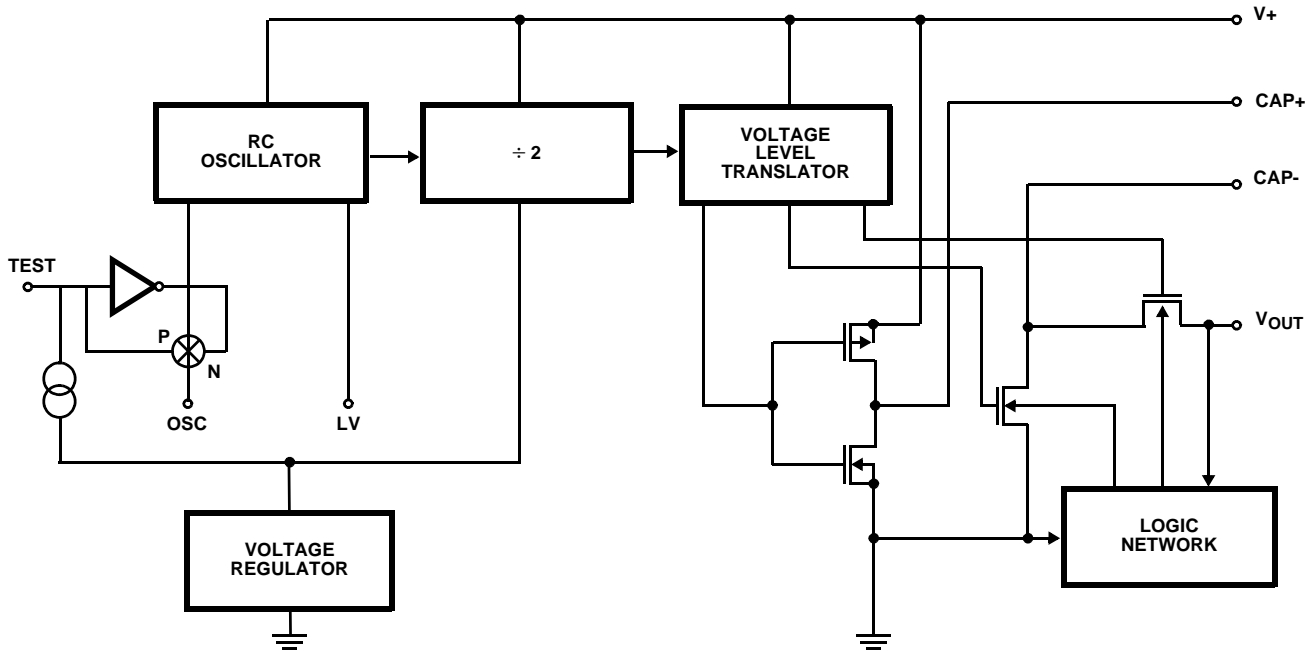 V+
CAP+
RC
OSCILLATOR
÷ 2
VOLTAGE
LEVEL
TRANSLATOR
CAP-
TEST
P
N
VOUT
OSC
LV
VOLTAGE
REGULATOR
LOGIC
NETWORK